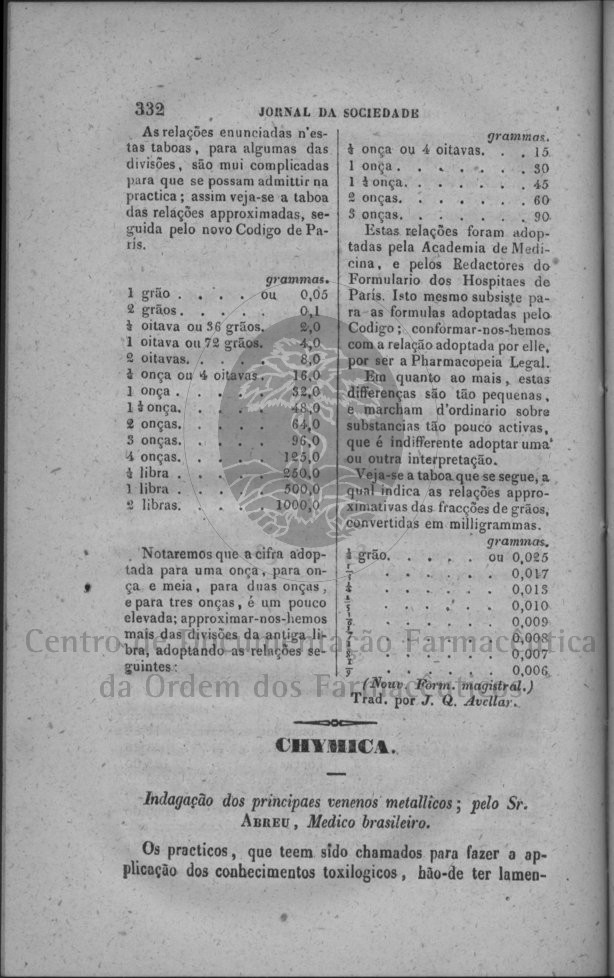 332 JORNAL DA SOCIEDADE
As relações enunciadas n'es-
tas taboas, para algumas das
divisões, são mui complicadas
para que se possam admittir na
practica; assim veja-se a taboa
das relações approximadas, se-
guida pelo novo Codigo de Pa-
ris.
grammas.
1 grão . . . . ou 0,05
2 grãos. . . . . 0,1
½ oitava ou 36 grãos. 2,0
1 oitava ou 72 grãos. 4,0
2 oitavas. . . . . 8,0
½ onça ou 4 oitavas. 16,0
1 onça . . . . . 32,0
1 ½ onça. . . . . 48,0
2 onças. . . . . 64,0
3 onças. . . . . 96,0
4 onças. . . . . 125,0
½ libra . . . . . 250,0
1 libra . . . . . 500,0
2 libras. . . . . 1000,0
Notaremos que a cifra adop-
tada para uma onça, para on-
ça e meia, para duas onças,
e para tres onças, é um pouco
elevada; approximar-nos-hemos
mais das divisões da antiga li-
bra, adoptando as relações se-
guintes:
grammas.
½ onça ou 4 oitavas. . . 15
1 onça . . . . . . . 30
1 ½ onça. . . . . . . 45
2 onças. . . . . . . 60
3 onças. . . . . . . 90
Estas relações foram adop-
tadas pela Academia de Medi-
cina, e pelos Redactores do
Formulario dos Hospitaes de
Paris. Isto mesmo subsiste pa-
ra as formulas adoptadas pelo
Codigo; conformar-nos-hemos
com a relação adoptada por elle,
por ser a Pharmacopeia Legal.
Em quanto ao mais, estas
differenças são tão pequenas,
e marcham d'ordinario sobre
substancias tão pouco activas,
que é indifferente adoptar uma
ou outra interpretação.
Veja-se a taboa que se segue, a
qual indica as relações appro-
ximativas das fracções de grãos,
convertidas em milligrammas.
grammas.
½ grão. . . . . ou 0,025
. . . . . 0,017
¼ . . . . . 0,013
. . . . . 0,010
. . . . . 0,009
. . . . . 0,008
. . . . . 0,007
. . . . . 0,006
(Nouv. Form. magistral.)
Trad. por J. Q. Avellar.
CHYMICA.
Indagação dos principaes venenos metallicos; pelo Sr.
ABREU, Medico brasileiro.
Os practicos, que teem sido chamados para fazer a ap-
plicação dos conhecimentos toxilogicos, hão-de ter lamen-
Centro de Documentação Farmacêutica
da Ordem dos Farmacêuticos